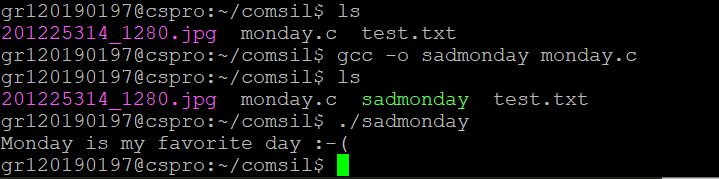 gr120190197@cspro:~/comsil$ ls
201225314_1280.jpg monday.c test.txt
gr120190197@cspro:~/comsil$ gcc -o sadmonday monday.c
gr120190197@cspro:~/comsil$ ls
201225314_1280.jpg monday.c sadmonday test.txt
gr120190197@cspro:~/comsil$ ./sadmonday
Monday is my favorite day :-(
gr120190197@cspro:~/comsil$